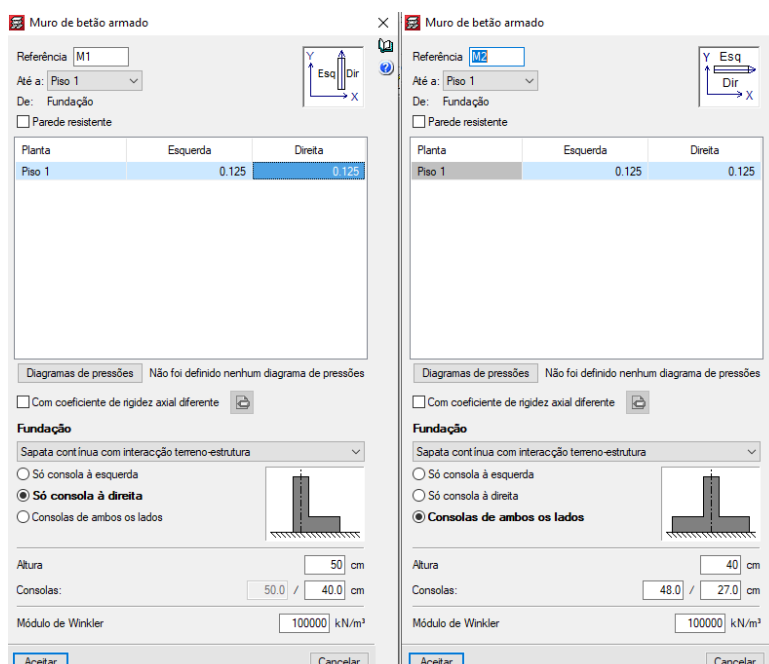 Muro de betão armado
Referência M1
Até a: Piso 1
De: Fundação
Parede resistente
Y
Esq Dir
X
Planta Esquerda Direita
Piso 1 0.125 0.125
Diagramas de pressões Não foi definido nenhum diagrama de pressões
Com coeficiente de rigidez axial diferente
Fundação
Sapata contínua com interacção terreno-estrutura
Só consola à esquerda
Só consola à direita
Consolas de ambos os lados
Altura 50 cm
Consolas: 50.0 / 40.0 cm
Módulo de Winkler 100000 kN/m³
Aceitar Cancelar
Muro de betão armado
Referência M2
Até a: Piso 1
De: Fundação
Parede resistente
Y Esq
Dir
X
Planta Esquerda Direita
Piso 1 0.125 0.125
Diagramas de pressões Não foi definido nenhum diagrama de pressões
Com coeficiente de rigidez axial diferente
Fundação
Sapata contínua com interacção terreno-estrutura
Só consola à esquerda
Só consola à direita
Consolas de ambos os lados
Altura 40 cm
Consolas: 48.0 / 27.0 cm
Módulo de Winkler 100000 kN/m³
Aceitar Cancelar